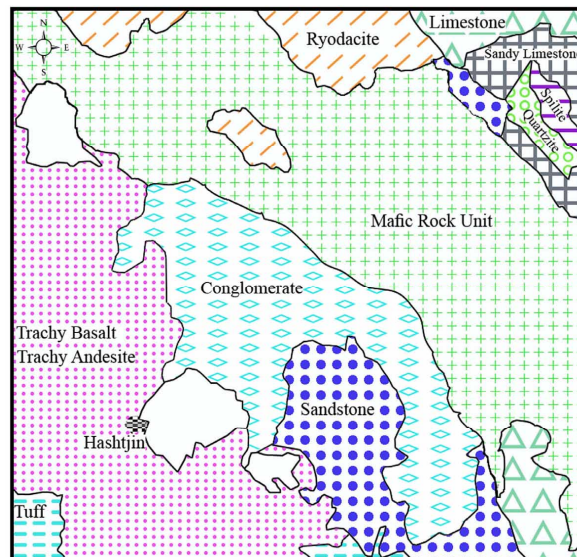 N
W E
S
Ryodacite
Limestone
Sandy Limestone
Spilite
Quartzite
Mafic Rock Unit
Conglomerate
Trachy Basalt
Trachy Andesite
Sandstone
Hashtjin
Tuff